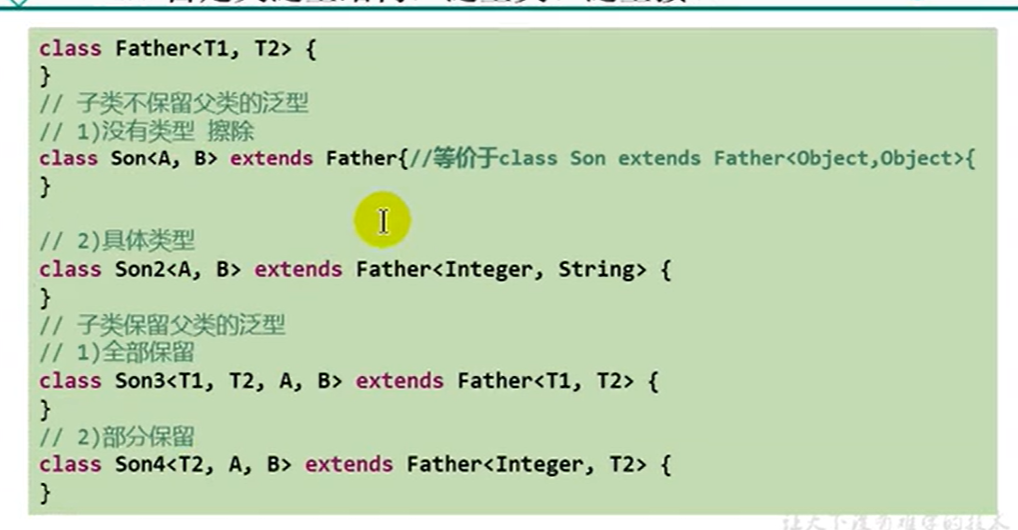 class Father<T1, T2> {
}
// 子类不保留父类的泛型
// 1)没有类型 擦除
class Son<A, B> extends Father{//等价于class Son extends Father<Object,Object>{
}
// 2)具体类型
class Son2<A, B> extends Father<Integer, String> {
}
// 子类保留父类的泛型
// 1)全部保留
class Son3<T1, T2, A, B> extends Father<T1, T2> {
}
// 2)部分保留
class Son4<T2, A, B> extends Father<Integer, T2> {
}